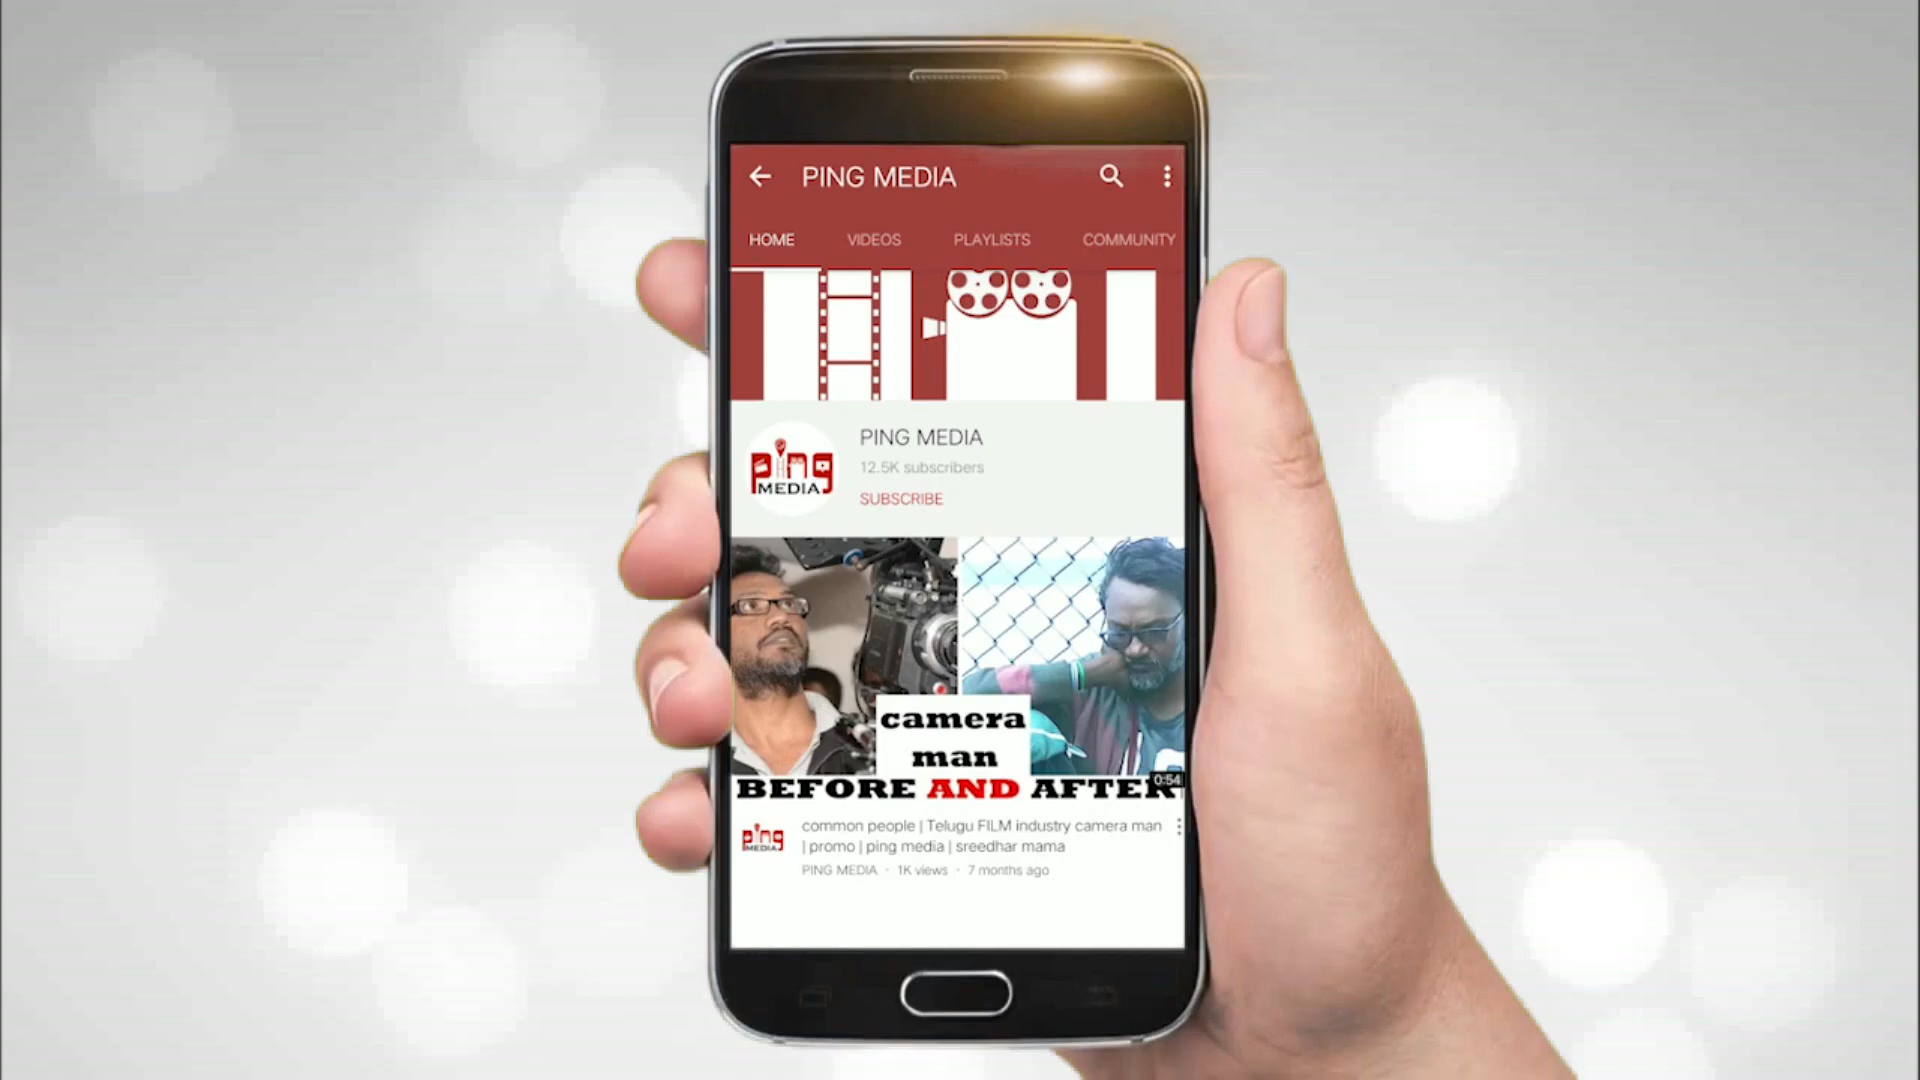 PING MEDIA
HOME VIDEOS PLAYLISTS COMMUNITY
ping
MEDIA
PING MEDIA
12.5K subscribers
SUBSCRIBE
camera
man
BEFORE AND AFTER
0:54
ping
MEDIA
common people | Telugu FILM industry camera man
| promo | ping media | sreedhar mama
PING MEDIA · 1K views · 7 months ago